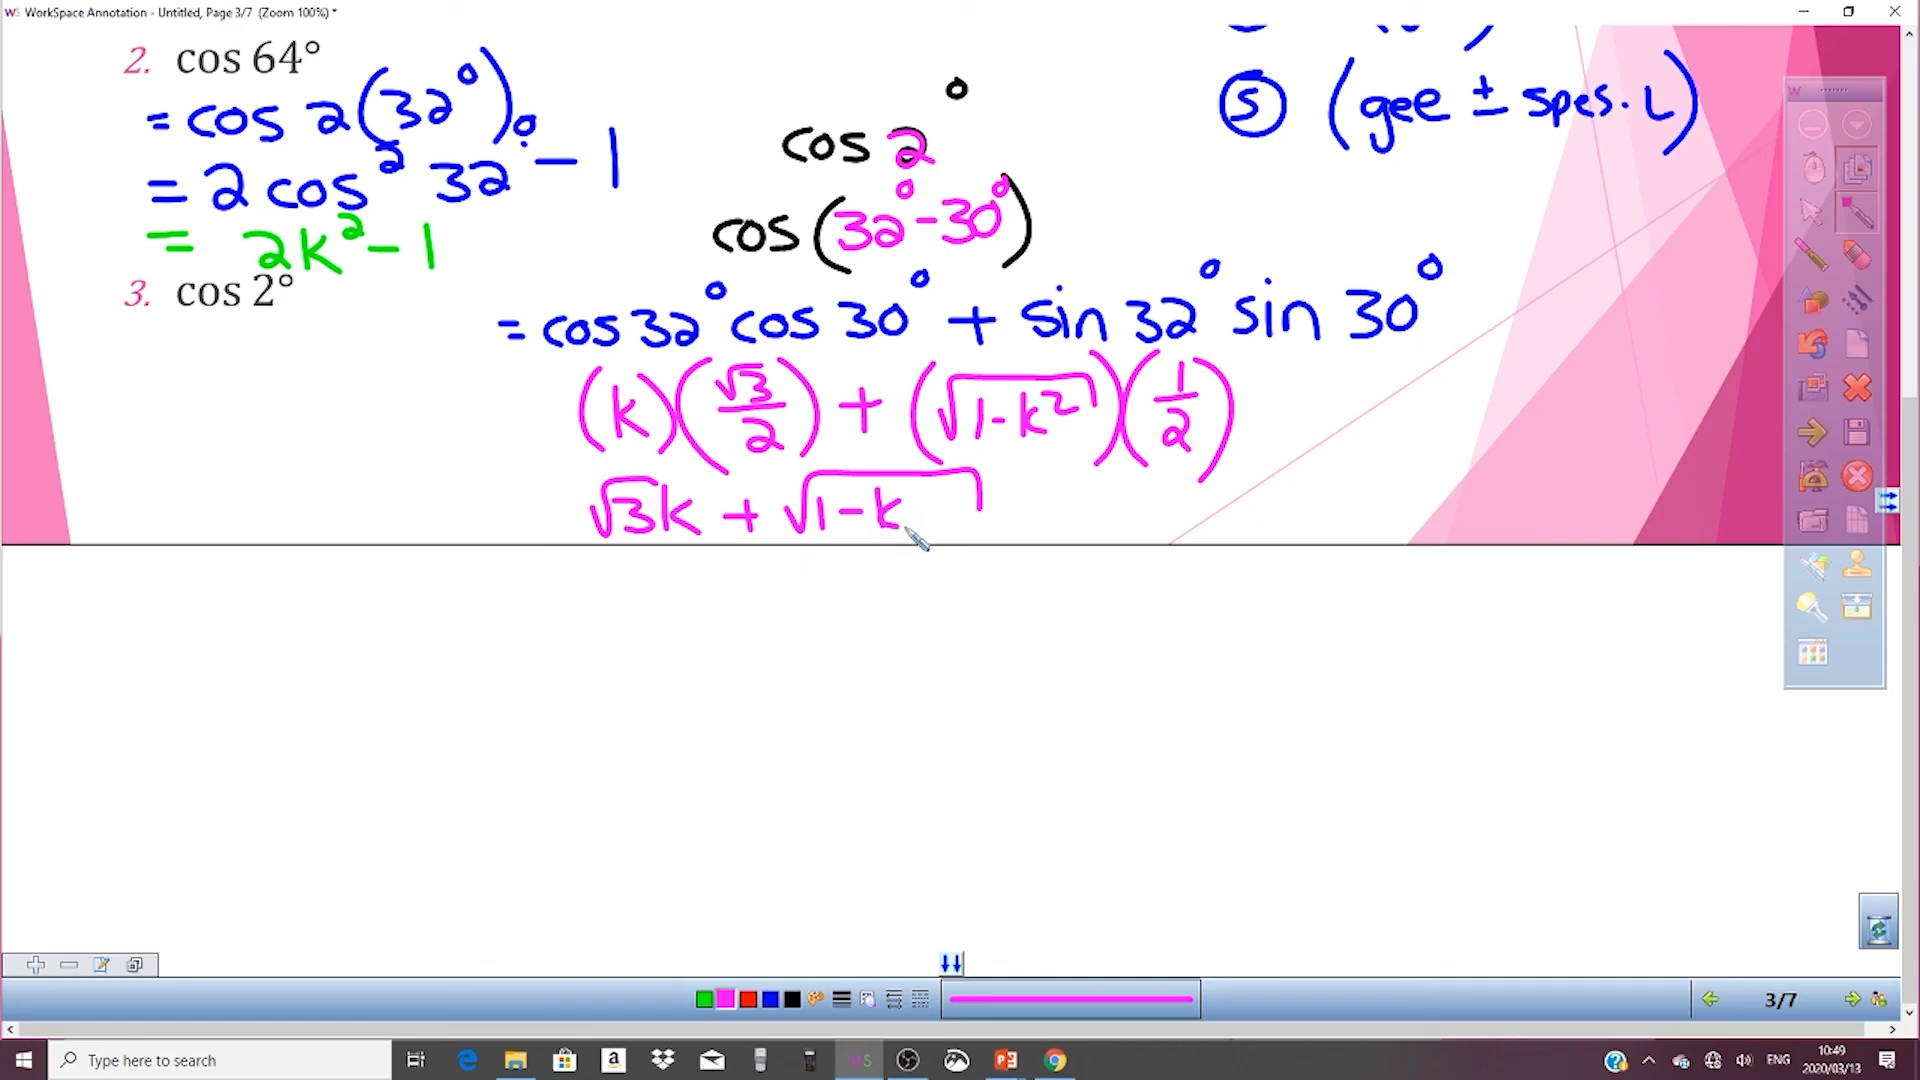 WorkSpace Annotation - Untitled, Page 3/7 (Zoom 100%) *
2. cos 64°
= cos 2(32°)
= 2 cos² 32° - 1
= 2k² - 1
3. cos 2°
cos 2°
cos(32° - 30°)
= cos 32° cos 30° + sin 32° sin 30°
(k)(√3/2) + (√1-k²)(1/2)
√3k + √1-k
⑤ (gee ± spes. L)
3/7
Type here to search
ENG
10:49
2020/03/13